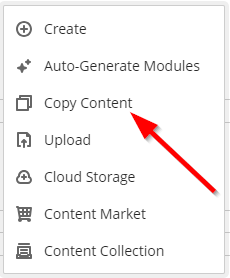 Create
Auto-Generate Modules
Copy Content
Upload
Cloud Storage
Content Market
Content Collection